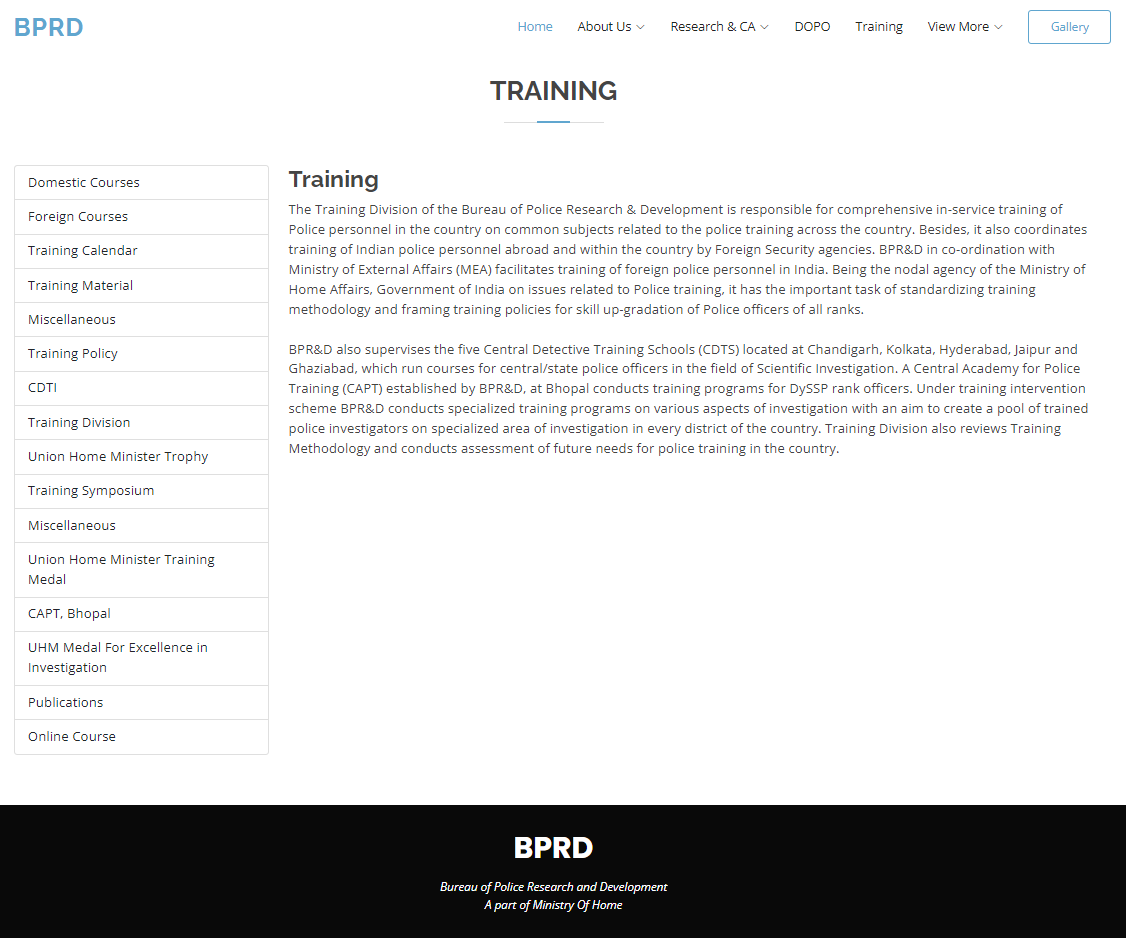 BPRD
Home About Us Research & CA DOPO Training View More Gallery
TRAINING
Domestic Courses
Foreign Courses
Training Calendar
Training Material
Miscellaneous
Training Policy
CDTI
Training Division
Union Home Minister Trophy
Training Symposium
Miscellaneous
Union Home Minister Training
Medal
CAPT, Bhopal
UHM Medal For Excellence in
Investigation
Publications
Online Course
Training
The Training Division of the Bureau of Police Research & Development is responsible for comprehensive in-service training of
Police personnel in the country on common subjects related to the police training across the country. Besides, it also coordinates
training of Indian police personnel abroad and within the country by Foreign Security agencies. BPR&D in co-ordination with
Ministry of External Affairs (MEA) facilitates training of foreign police personnel in India. Being the nodal agency of the Ministry of
Home Affairs, Government of India on issues related to Police training, it has the important task of standardizing training
methodology and framing training policies for skill up-gradation of Police officers of all ranks.
BPR&D also supervises the five Central Detective Training Schools (CDTS) located at Chandigarh, Kolkata, Hyderabad, Jaipur and
Ghaziabad, which run courses for central/state police officers in the field of Scientific Investigation. A Central Academy for Police
Training (CAPT) established by BPR&D, at Bhopal conducts training programs for DySSP rank officers. Under training intervention
scheme BPR&D conducts specialized training programs on various aspects of investigation with an aim to create a pool of trained
police investigators on specialized area of investigation in every district of the country. Training Division also reviews Training
Methodology and conducts assessment of future needs for police training in the country.
BPRD
Bureau of Police Research and Development
A part of Ministry Of Home